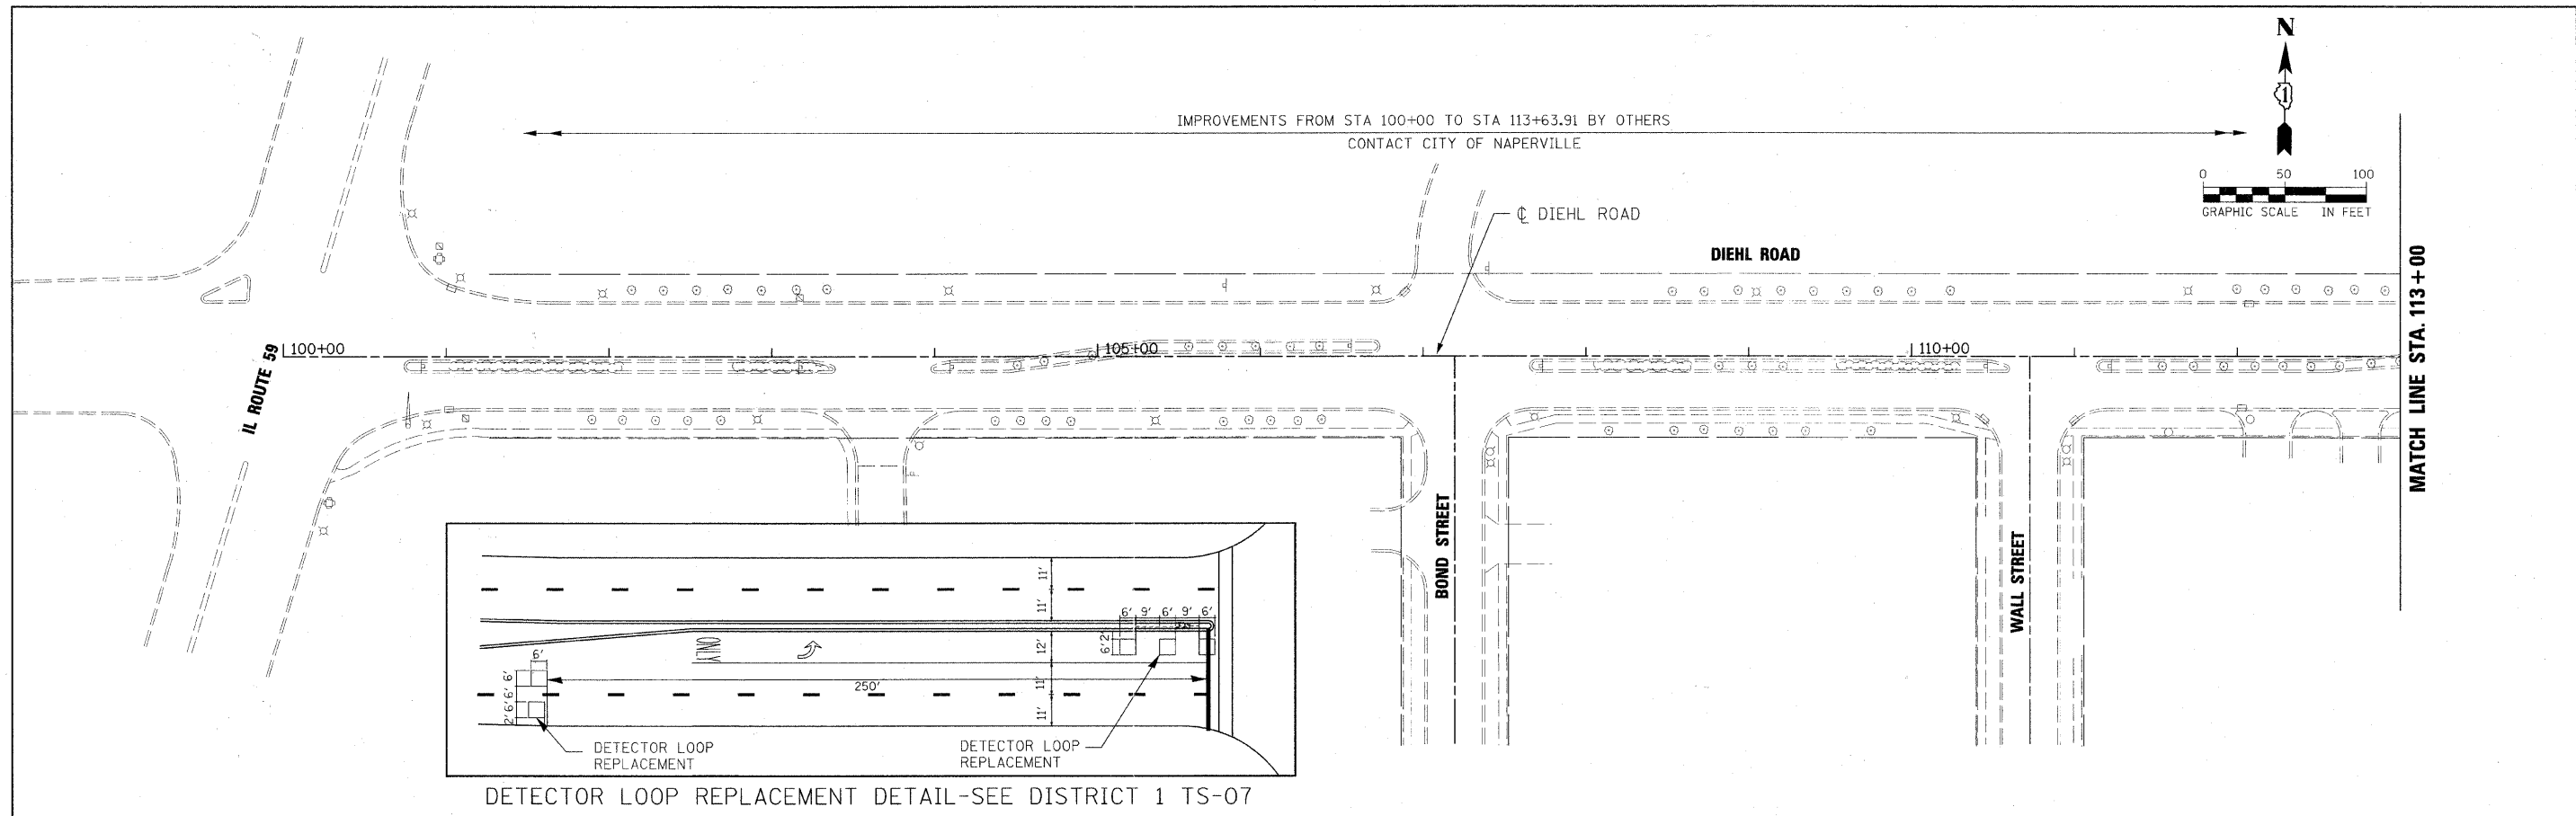 N
1
IMPROVEMENTS FROM STA 100+00 TO STA 113+63.91 BY OTHERS
CONTACT CITY OF NAPERVILLE
0 50 100
GRAPHIC SCALE IN FEET
℄ DIEHL ROAD
DIEHL ROAD
MATCH LINE STA. 113+00
IL ROUTE 59
100+00
105+00
110+00
BOND STREET
WALL STREET
11'
11'
6' 9' 6' 9' 6'
6' 2'
12'
ONLY
6'
250'
11'
11'
2' 6' 6' 6'
DETECTOR LOOP
REPLACEMENT
DETECTOR LOOP
REPLACEMENT
DETECTOR LOOP REPLACEMENT DETAIL-SEE DISTRICT 1 TS-07